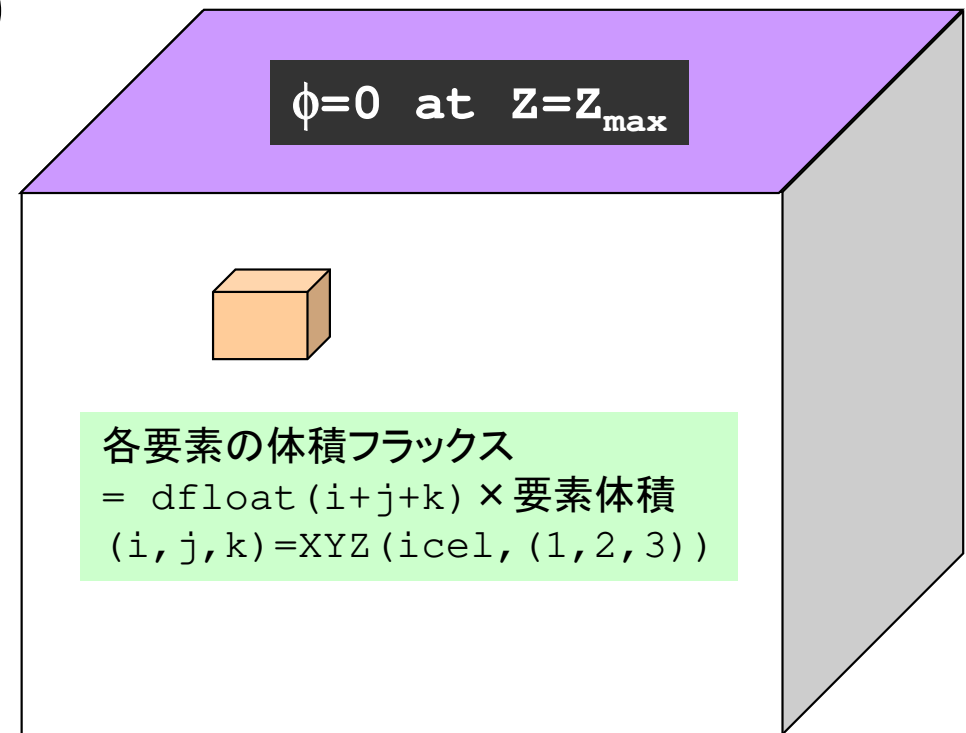 )
ϕ=0 at Z=Zmax
各要素の体積フラックス
= dfloat(i+j+k)×要素体積
(i,j,k)=XYZ(icel,(1,2,3))